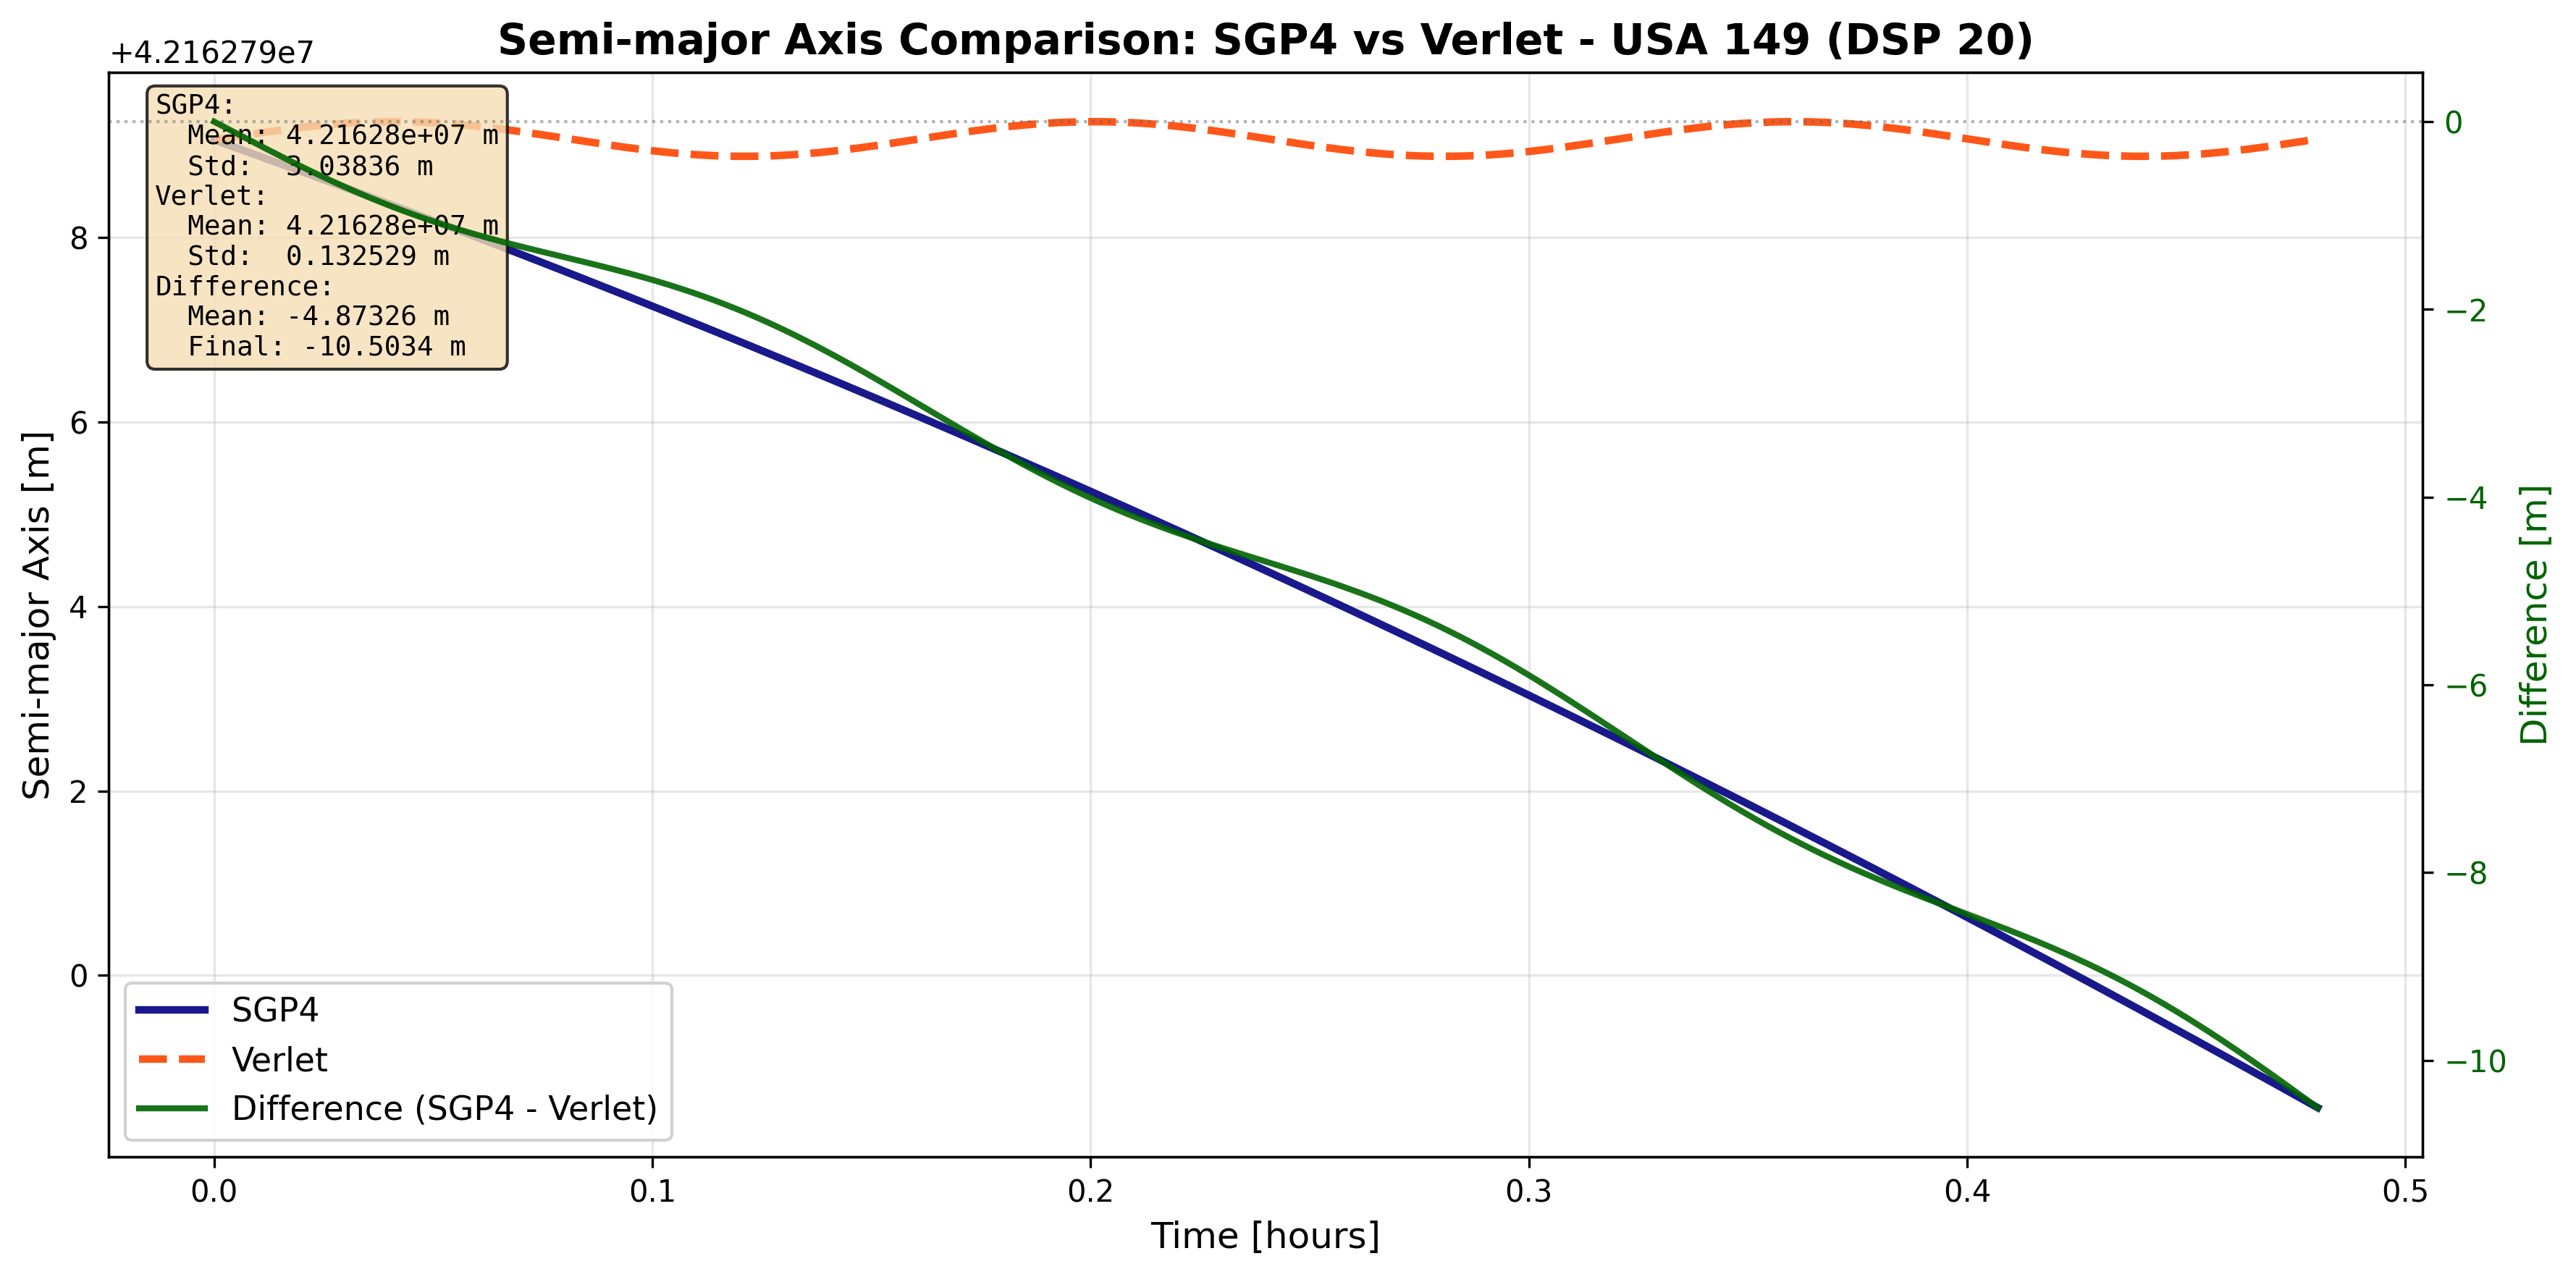 Semi-major Axis Comparison: SGP4 vs Verlet - USA 149 (DSP 20)
+4.216279e7
SGP4:
Mean: 4.21628e+07 m
Std: 3.03836 m
Verlet:
Mean: 4.21628e+07 m
Std: 0.132529 m
Difference:
Mean: -4.87326 m
Final: -10.5034 m
8
6
4
2
0
Semi-major Axis [m]
0
−2
−4
−6
−8
−10
Difference [m]
SGP4
Verlet
Difference (SGP4 - Verlet)
0.0 0.1 0.2 0.3 0.4 0.5
Time [hours]